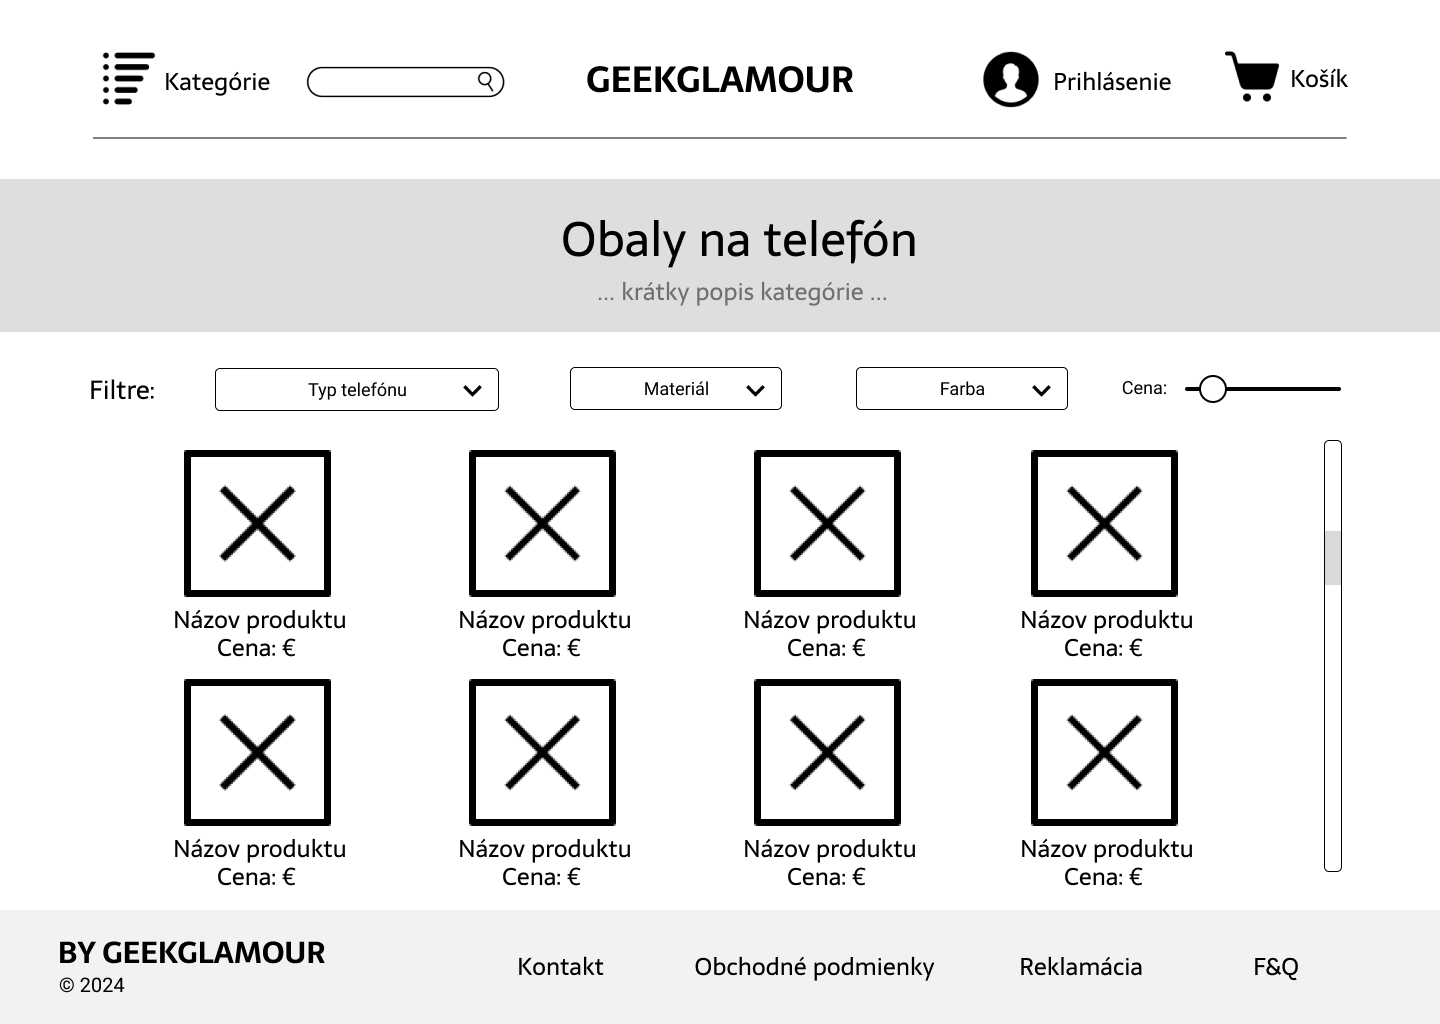 Kategórie
GEEKGLAMOUR
Prihlásenie
Košík
Obaly na telefón
... krátky popis kategórie ...
Filtre:
Typ telefónu
Materiál
Farba
Cena:
Názov produktu
Cena: €
Názov produktu
Cena: €
Názov produktu
Cena: €
Názov produktu
Cena: €
Názov produktu
Cena: €
Názov produktu
Cena: €
Názov produktu
Cena: €
Názov produktu
Cena: €
BY GEEKGLAMOUR
© 2024
Kontakt
Obchodné podmienky
Reklamácia
F&Q